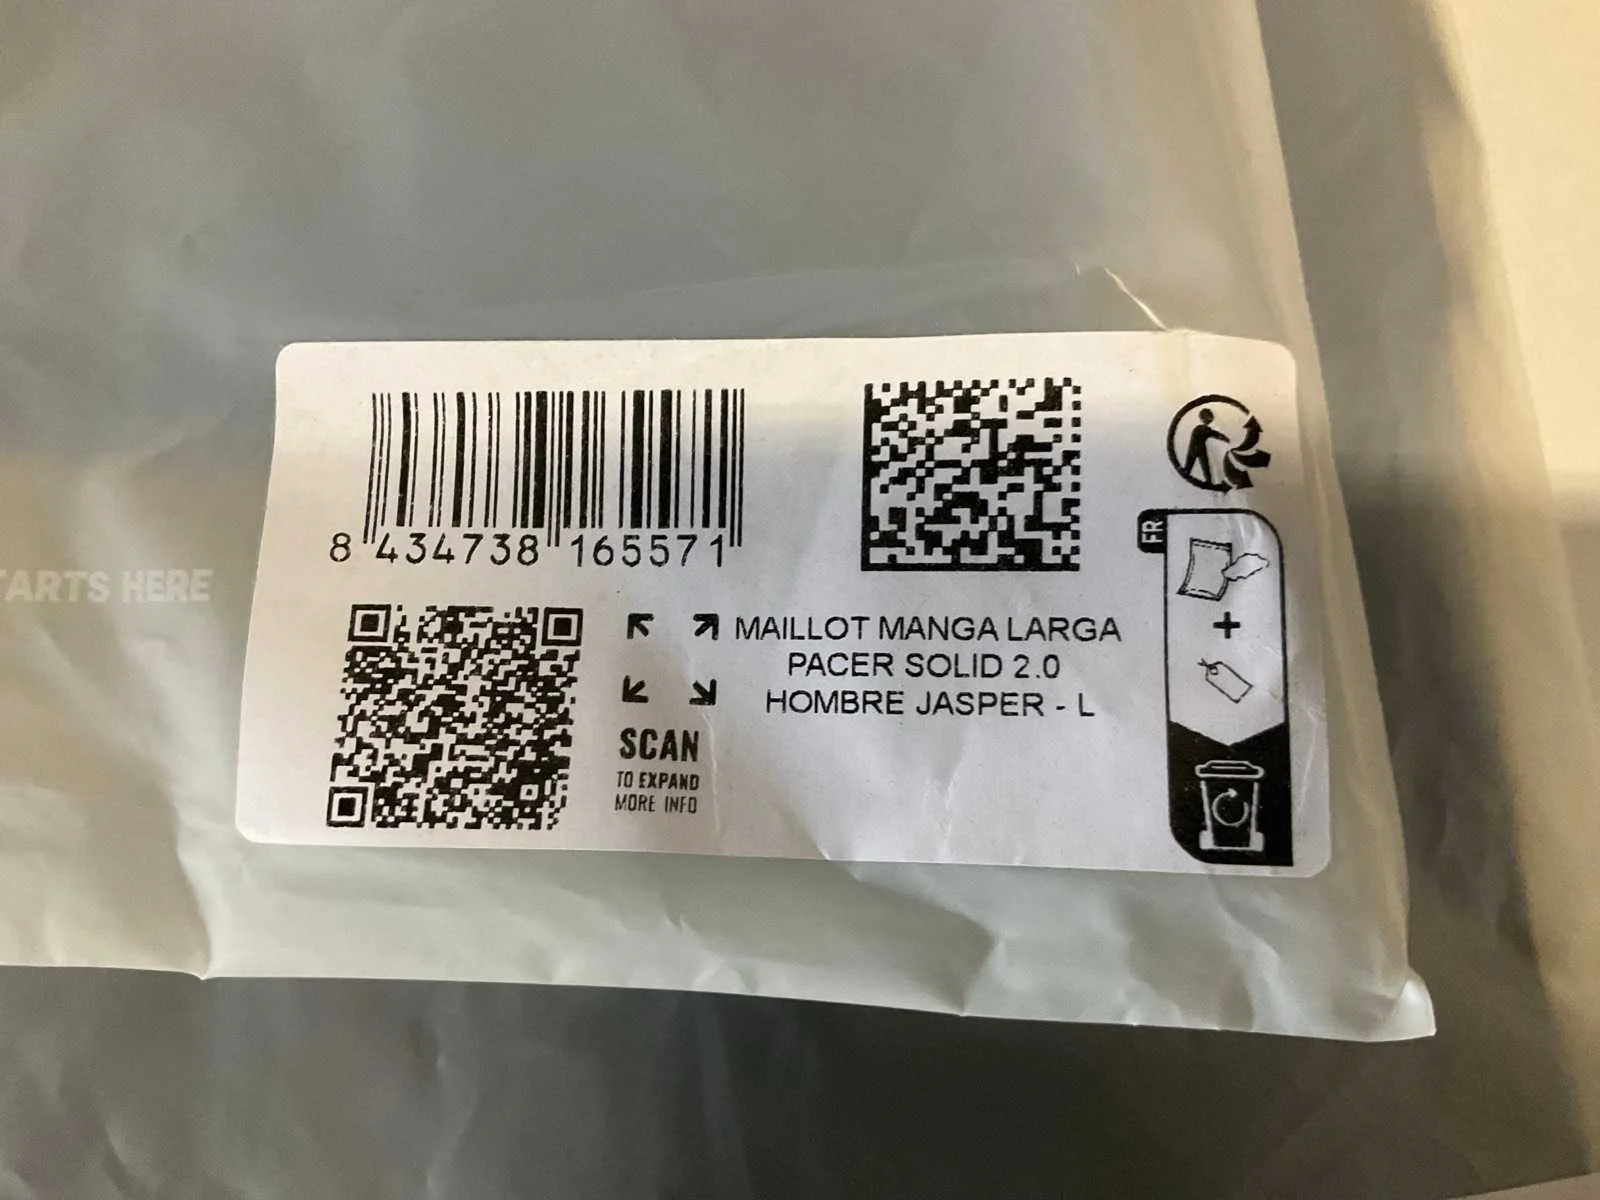 8 434738 165571
ARTS HERE
MAILLOT MANGA LARGA
PACER SOLID 2.0
HOMBRE JASPER - L
SCAN
TO EXPAND
MORE INFO
FR
+